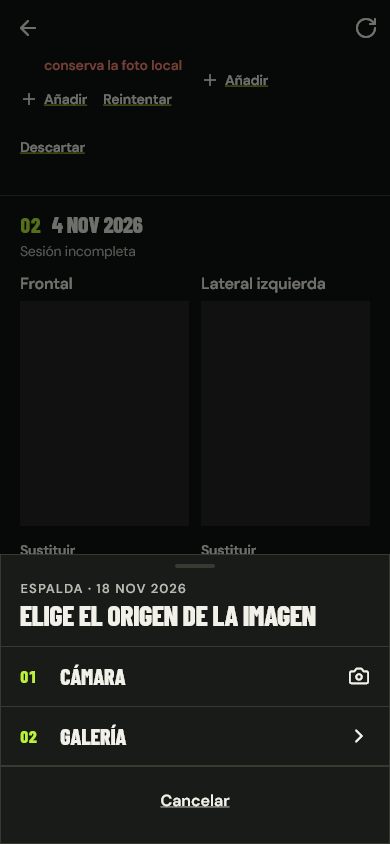 conserva la foto local
Añadir
Añadir Reintentar
Descartar
02 4 NOV 2026
Sesión incompleta
Frontal Lateral izquierda
Sustituir Sustituir
ESPALDA · 18 NOV 2026
ELIGE EL ORIGEN DE LA IMAGEN
01 CÁMARA
02 GALERÍA
Cancelar